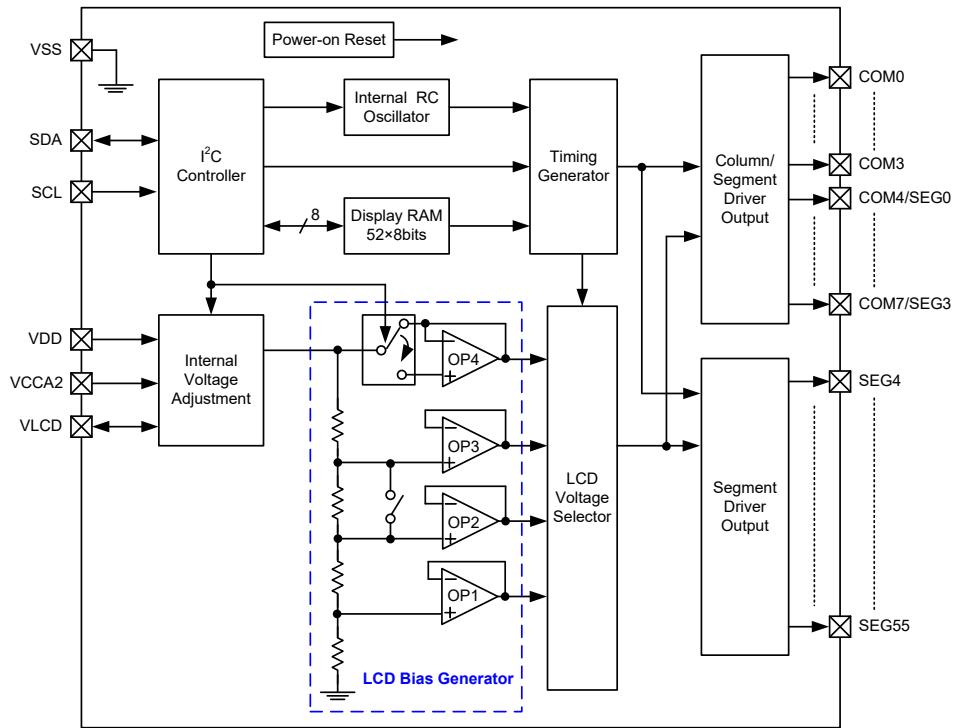 Power-on Reset
VSS
SDA
SCL
VDD
VCCA2
VLCD
I²C
Controller
Internal RC
Oscillator
8
Display RAM
52×8bits
Timing
Generator
Column/
Segment
Driver
Output
COM0
COM3
COM4/SEG0
COM7/SEG3
Internal
Voltage
Adjustment
OP4
OP3
OP2
OP1
LCD Bias Generator
LCD
Voltage
Selector
Segment
Driver
Output
SEG4
SEG55